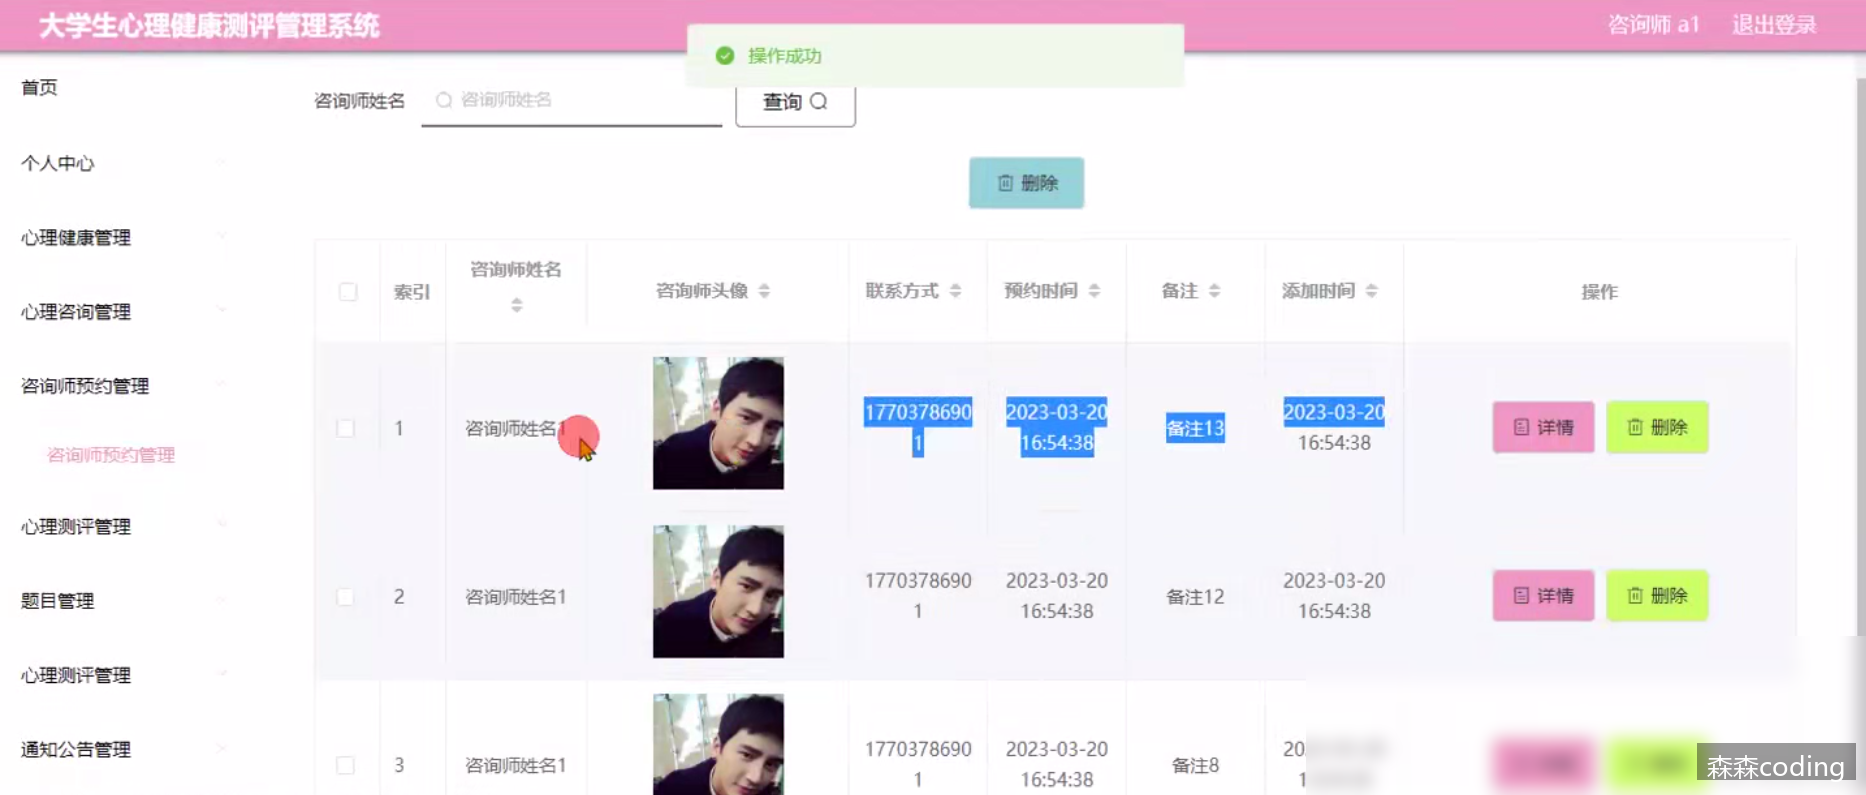 大学生心理健康测评管理系统
咨询师 a1
退出登录
操作成功
首页
个人中心
心理健康管理
心理咨询管理
咨询师预约管理
咨询师预约管理
心理测评管理
题目管理
心理测评管理
通知公告管理
咨询师姓名
咨询师姓名
查询
删除
索引
咨询师姓名
咨询师头像
联系方式
预约时间
备注
添加时间
操作
1
咨询师姓名1
1770378690
1
2023-03-20
16:54:38
备注13
2023-03-20
16:54:38
详情
删除
2
咨询师姓名1
1770378690
1
2023-03-20
16:54:38
备注12
2023-03-20
16:54:38
详情
删除
3
咨询师姓名1
1770378690
1
2023-03-20
16:54:38
备注8
森森coding